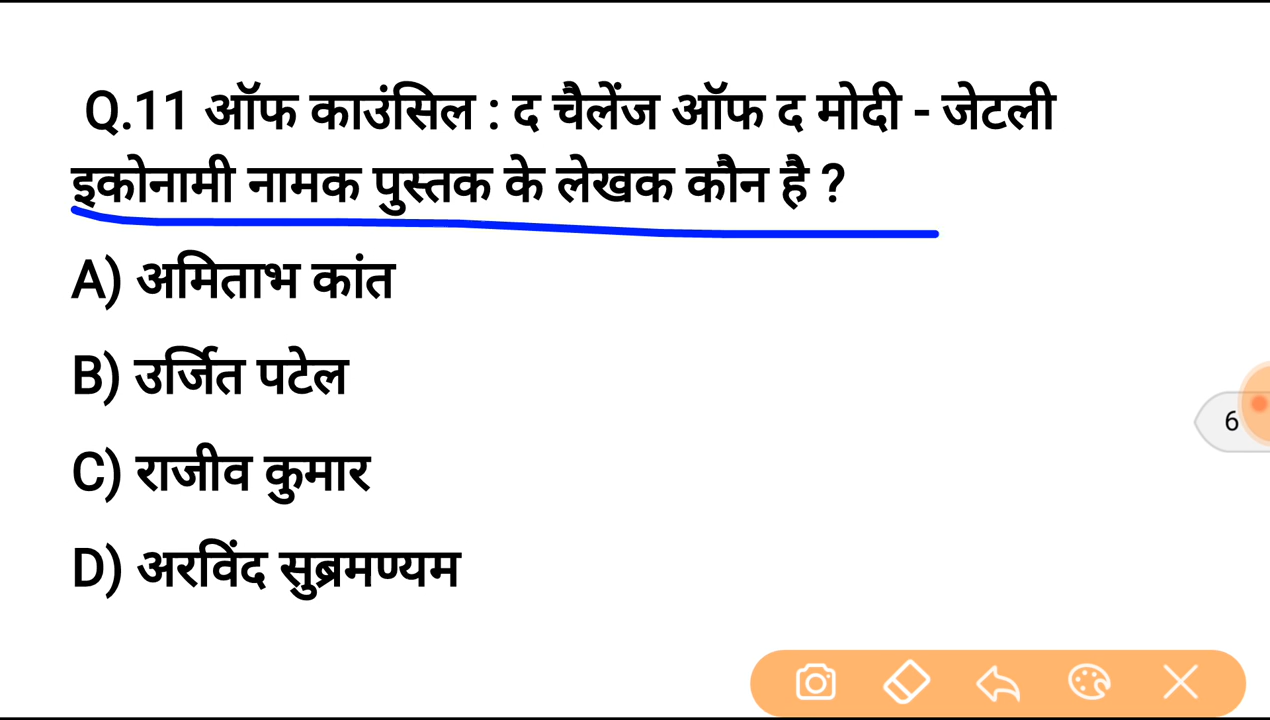 Q.11 ऑफ काउंसिल : द चैलेंज ऑफ द मोदी - जेटली
इकोनामी नामक पुस्तक के लेखक कौन है ?
A) अमिताभ कांत
B) उर्जित पटेल
6
C) राजीव कुमार
D) अरविंद सुब्रमण्यम